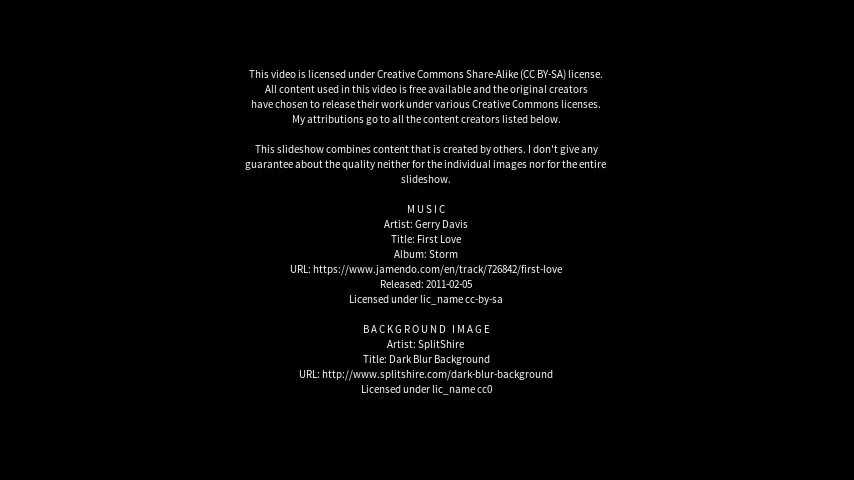 This video is licensed under Creative Commons Share-Alike (CC BY-SA) license.
All content used in this video is free available and the original creators
have chosen to release their work under various Creative Commons licenses.
My attributions go to all the content creators listed below.
This slideshow combines content that is created by others. I don't give any
guarantee about the quality neither for the individual images nor for the entire
slideshow.
MUSIC
Artist: Gerry Davis
Title: First Love
Album: Storm
URL: https://www.jamendo.com/en/track/726842/first-love
Released: 2011-02-05
Licensed under lic_name cc-by-sa
BACKGROUND IMAGE
Artist: SplitShire
Title: Dark Blur Background
URL: http://www.splitshire.com/dark-blur-background
Licensed under lic_name cc0